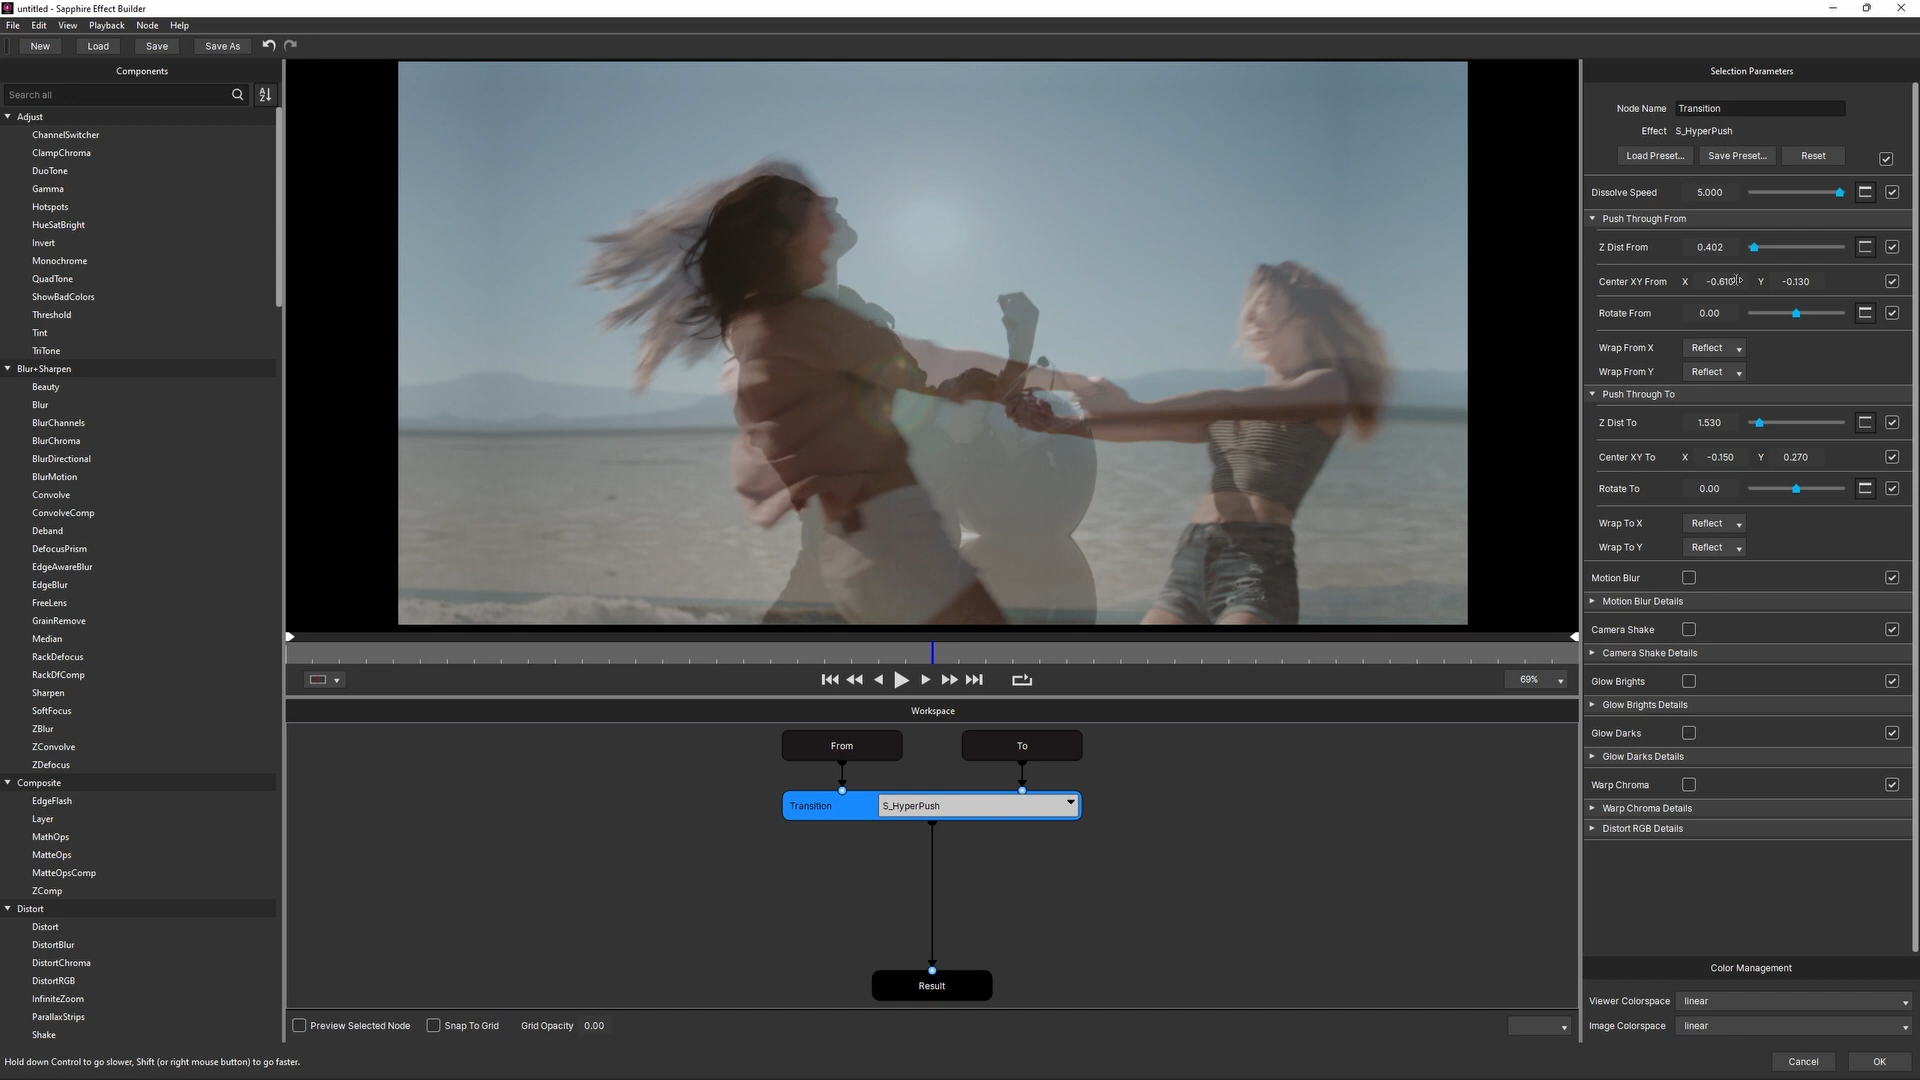 untitled - Sapphire Effect Builder
File Edit View Playback Node Help
New Load Save Save As
Components
Search all
Adjust
ChannelSwitcher
ClampChroma
DuoTone
Gamma
Hotspots
HueSatBright
Invert
Monochrome
QuadTone
ShowBadColors
Threshold
Tint
TriTone
Blur+Sharpen
Beauty
Blur
BlurChannels
BlurChroma
BlurDirectional
BlurMotion
Convolve
ConvolveComp
Deband
DefocusPrism
EdgeAwareBlur
EdgeBlur
FreeLens
GrainRemove
Median
RackDefocus
RackDfComp
Sharpen
SoftFocus
ZBlur
ZConvolve
ZDefocus
Composite
EdgeFlash
Layer
MathOps
MatteOps
MatteOpsComp
ZComp
Distort
Distort
DistortBlur
DistortChroma
DistortRGB
InfiniteZoom
ParallaxStrips
Shake
69%
Workspace
From To
Transition S_HyperPush
Result
Preview Selected Node Snap To Grid Grid Opacity 0.00
Selection Parameters
Node Name Transition
Effect S_HyperPush
Load Preset... Save Preset... Reset
Dissolve Speed 5.000
Push Through From
Z Dist From 0.402
Center XY From X -0.610 Y -0.130
Rotate From 0.00
Wrap From X Reflect
Wrap From Y Reflect
Push Through To
Z Dist To 1.530
Center XY To X -0.150 Y 0.270
Rotate To 0.00
Wrap To X Reflect
Wrap To Y Reflect
Motion Blur
Motion Blur Details
Camera Shake
Camera Shake Details
Glow Brights
Glow Brights Details
Glow Darks
Glow Darks Details
Warp Chroma
Warp Chroma Details
Distort RGB Details
Color Management
Viewer Colorspace linear
Image Colorspace linear
Hold down Control to go slower, Shift (or right mouse button) to go faster.
Cancel OK